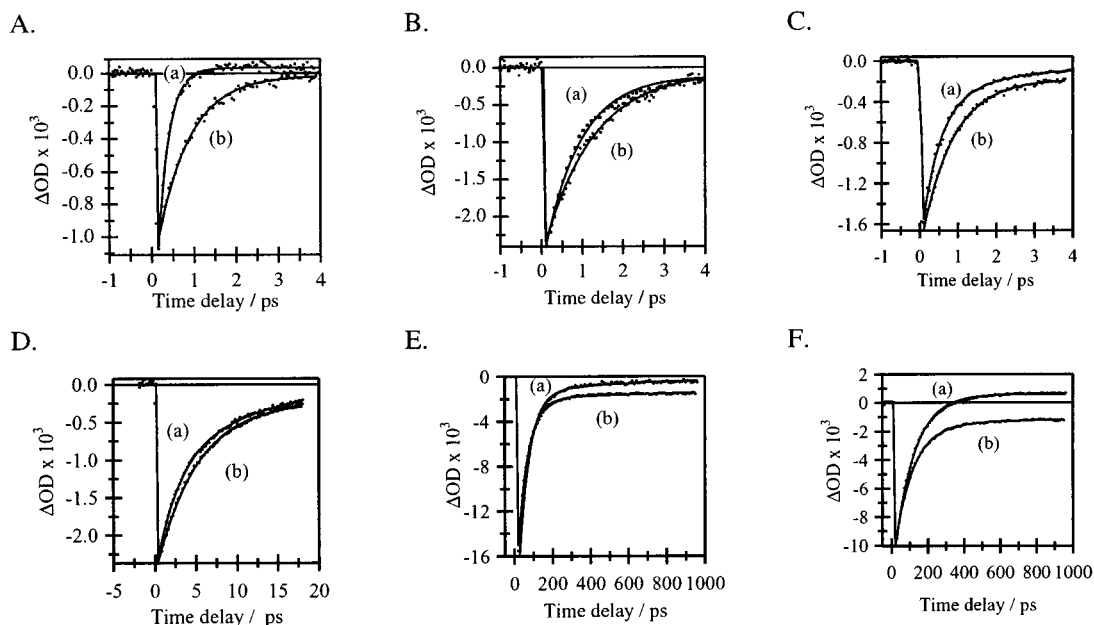 A.
0.0
-0.2
-0.4
-0.6
-0.8
-1.0
ΔOD x 10³
(a)
(b)
-1 0 1 2 3 4
Time delay / ps
B.
0.0
-0.5
-1.0
-1.5
-2.0
ΔOD x 10³
(a)
(b)
-1 0 1 2 3 4
Time delay / ps
C.
0.0
-0.4
-0.8
-1.2
-1.6
ΔOD x 10³
(a)
(b)
-1 0 1 2 3 4
Time delay / ps
D.
0.0
-0.5
-1.0
-1.5
-2.0
ΔOD x 10³
(a)
(b)
-5 0 5 10 15 20
Time delay / ps
E.
0
-4
-8
-12
-16
ΔOD x 10³
(a)
(b)
0 200 400 600 800 1000
Time delay / ps
F.
2
0
-2
-4
-6
-8
-10
ΔOD x 10³
(a)
(b)
0 200 400 600 800 1000
Time delay / ps